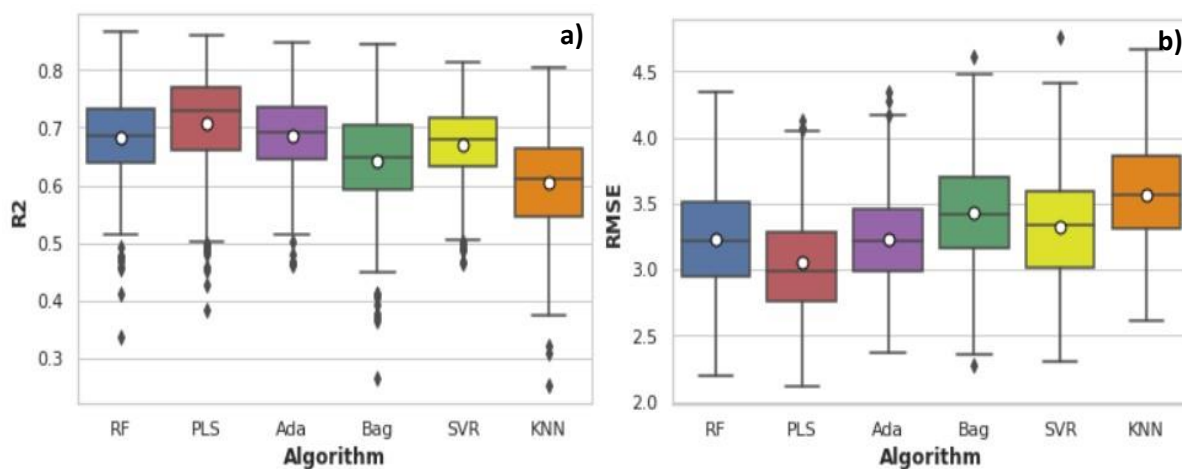 a)
R2
0.8
0.7
0.6
0.5
0.4
0.3
RF PLS Ada Bag SVR KNN
Algorithm
b)
RMSE
4.5
4.0
3.5
3.0
2.5
2.0
RF PLS Ada Bag SVR KNN
Algorithm